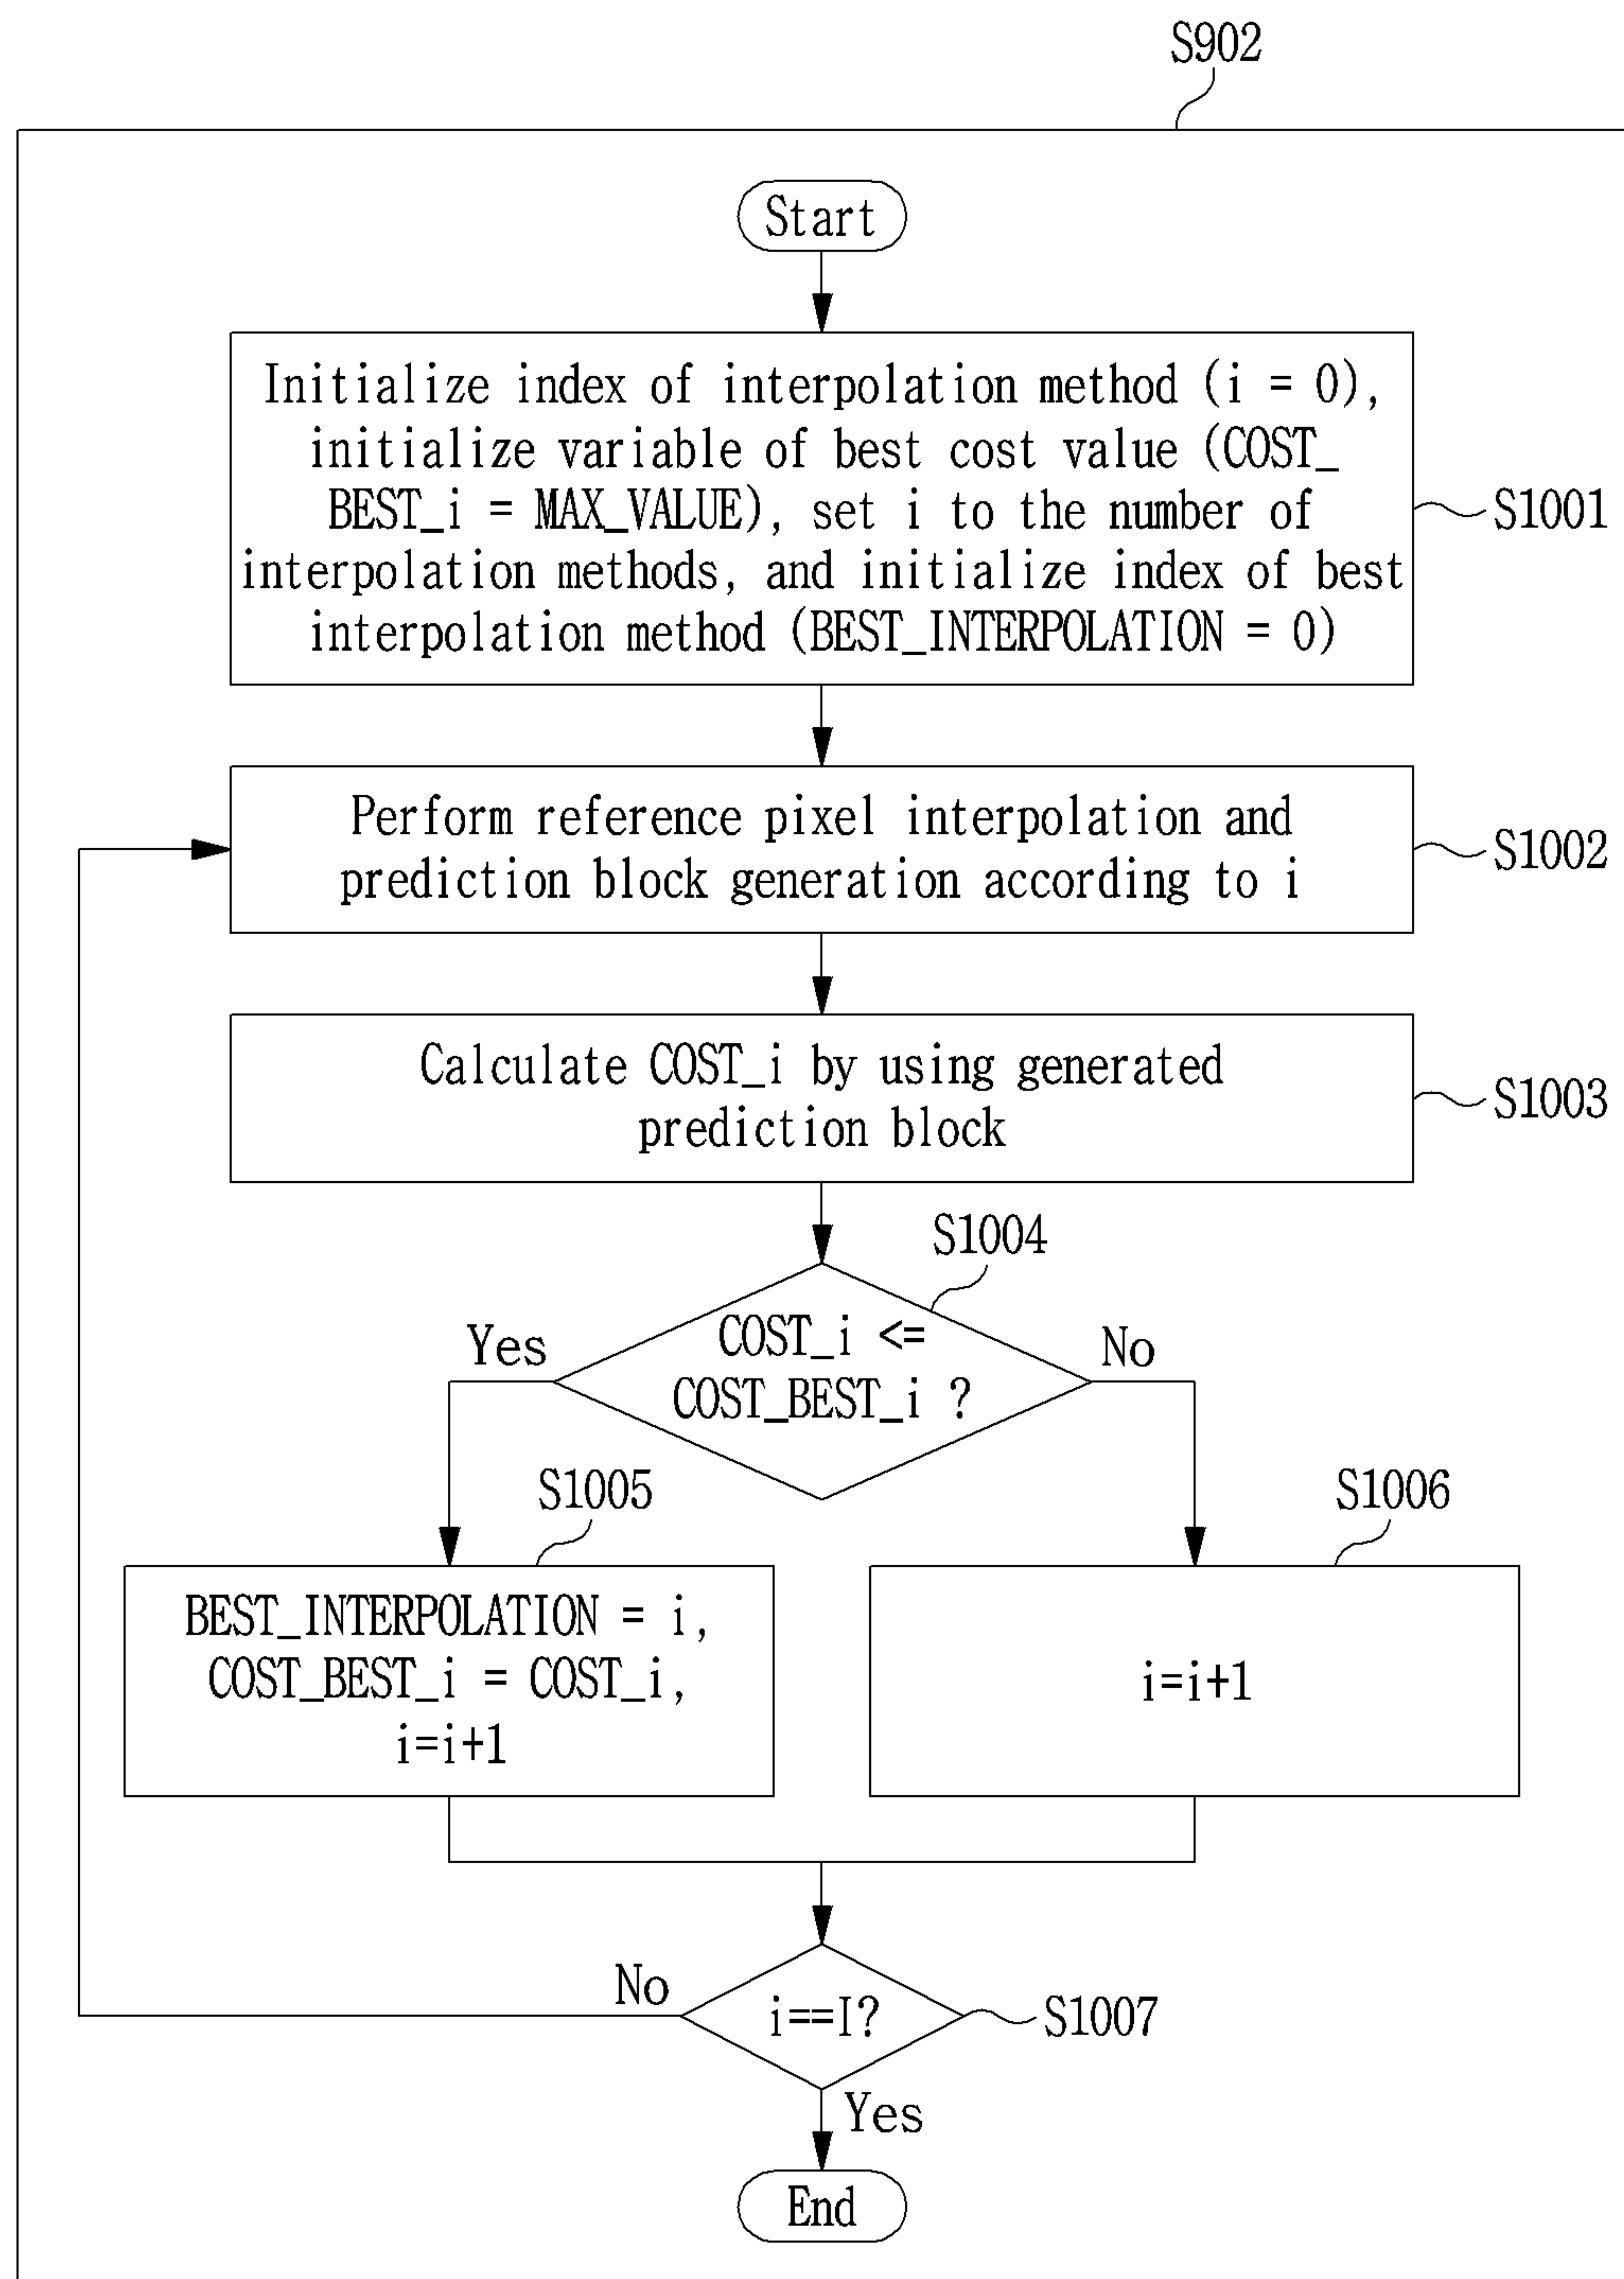 S902
Start
Initialize index of interpolation method (i = 0),
initialize variable of best cost value (COST_
BEST_i = MAX_VALUE), set i to the number of
interpolation methods, and initialize index of best
interpolation method (BEST_INTERPOLATION = 0)
S1001
Perform reference pixel interpolation and
prediction block generation according to i
S1002
Calculate COST_i by using generated
prediction block
S1003
S1004
COST_i <=
COST_BEST_i ?
Yes
No
S1005
BEST_INTERPOLATION = i,
COST_BEST_i = COST_i,
i=i+1
S1006
i=i+1
No
i==I?
S1007
Yes
End